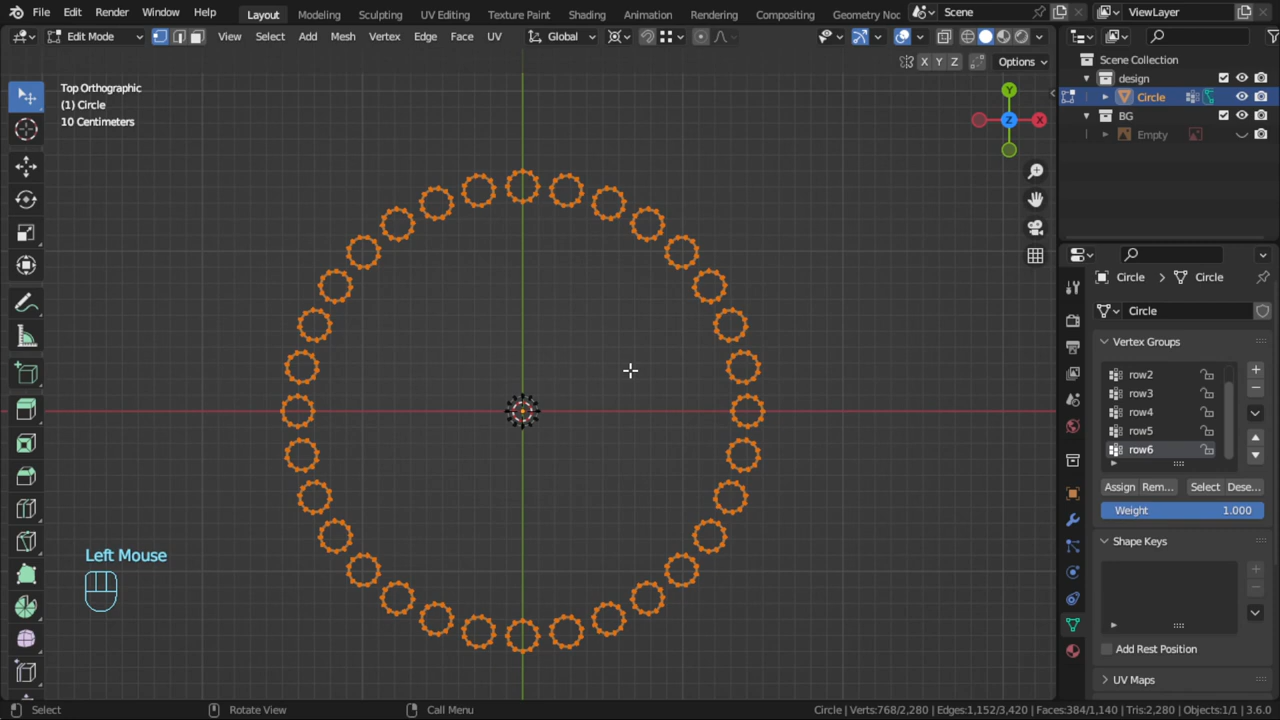 File Edit Render Window Help Layout Modeling Sculpting UV Editing Texture Paint Shading Animation Rendering Compositing Geometry Noc Scene ViewLayer
Edit Mode View Select Add Mesh Vertex Edge Face UV Global
X Y Z Options
Top Orthographic
(1) Circle
10 Centimeters
Y
Z
X
Left Mouse
Scene Collection
design
Circle
BG
Empty
Circle Circle
Circle
Vertex Groups
row2
row3
row4
row5
row6
Assign Rem... Select Dese...
Weight 1.000
Shape Keys
Add Rest Position
UV Maps
Select Rotate View Call Menu Circle | Verts:768/2,280 | Edges:1,152/3,420 | Faces:384/1,140 | Tris:2,280 | Objects:1/1 | 3.6.0